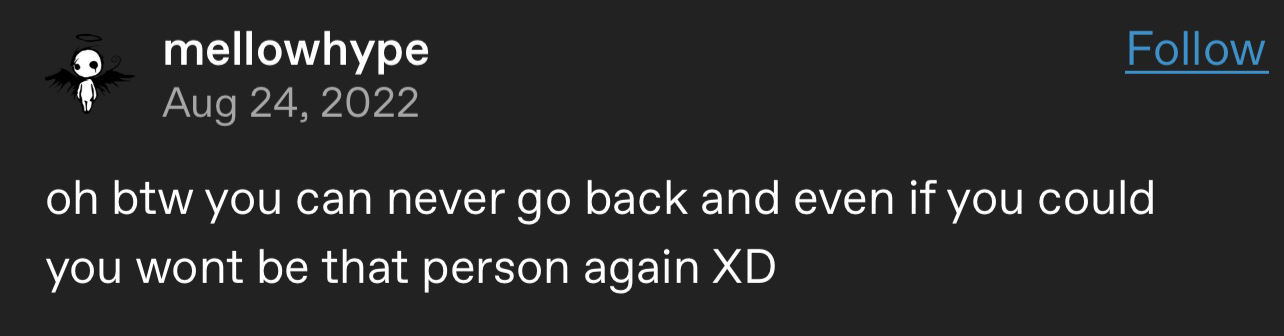 mellowhype
Follow
Aug 24, 2022
oh btw you can never go back and even if you could
you wont be that person again XD